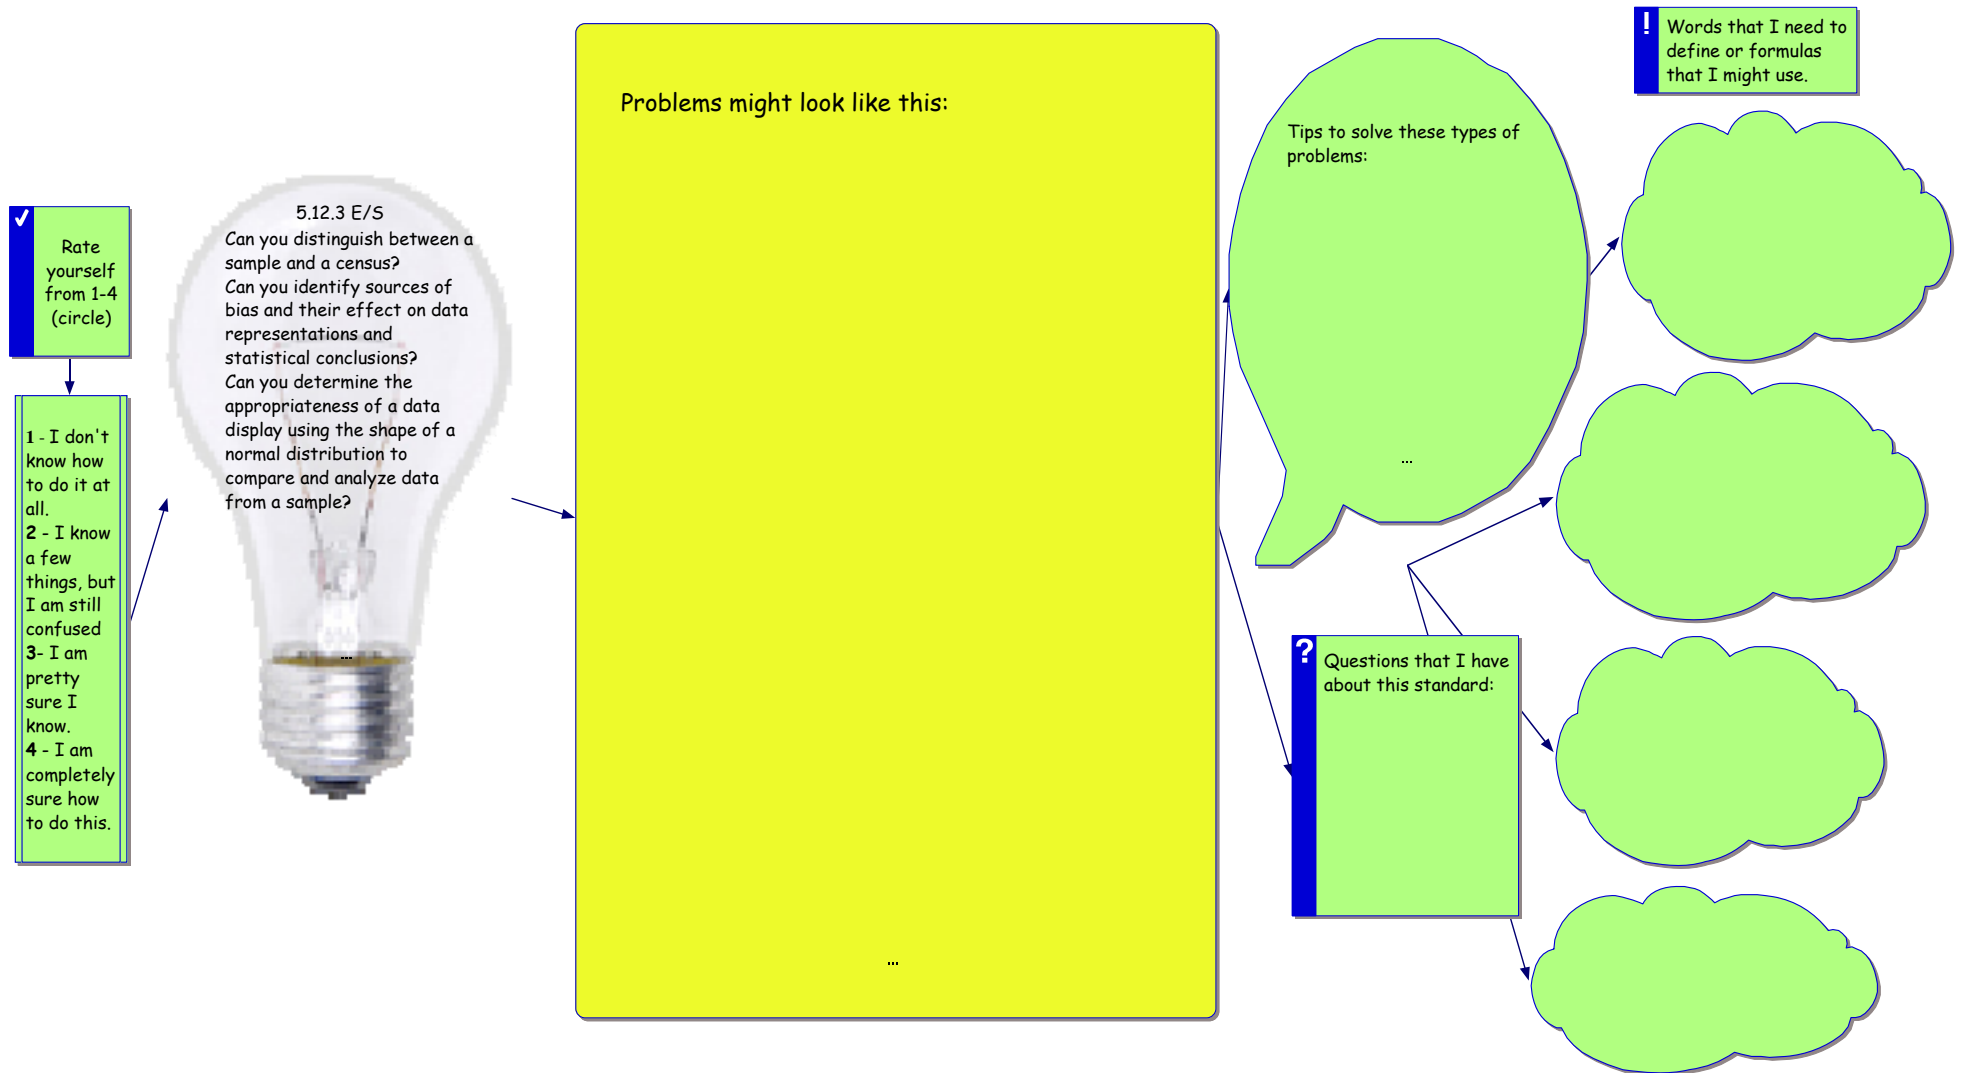 ✓
Rate
yourself
from 1-4
(circle)
1 - I don't
know how
to do it at
all.
2 - I know
a few
things, but
I am still
confused
3- I am
pretty
sure I
know.
4 - I am
completely
sure how
to do this.
5.12.3 E/S
Can you distinguish between a
sample and a census?
Can you identify sources of
bias and their effect on data
representations and
statistical conclusions?
Can you determine the
appropriateness of a data
display using the shape of a
normal distribution to
compare and analyze data
from a sample?
...
Problems might look like this:
...
Tips to solve these types of
problems:
...
?
Questions that I have
about this standard:
!
Words that I need to
define or formulas
that I might use.